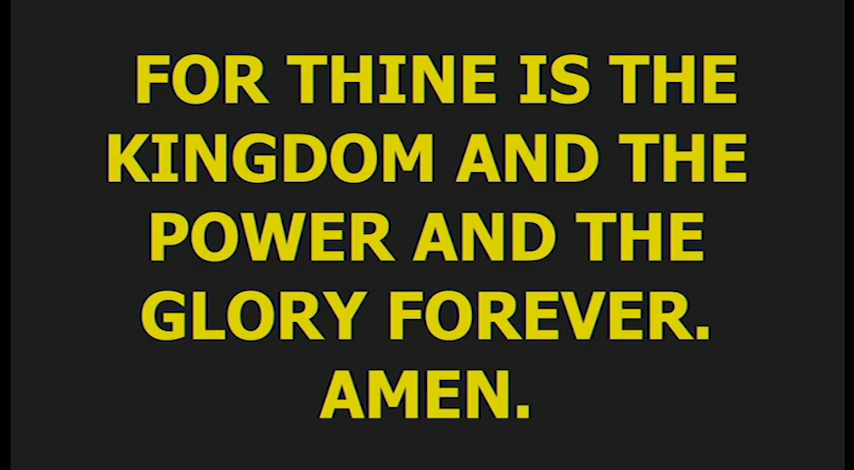 FOR THINE IS THE
KINGDOM AND THE
POWER AND THE
GLORY FOREVER.
AMEN.